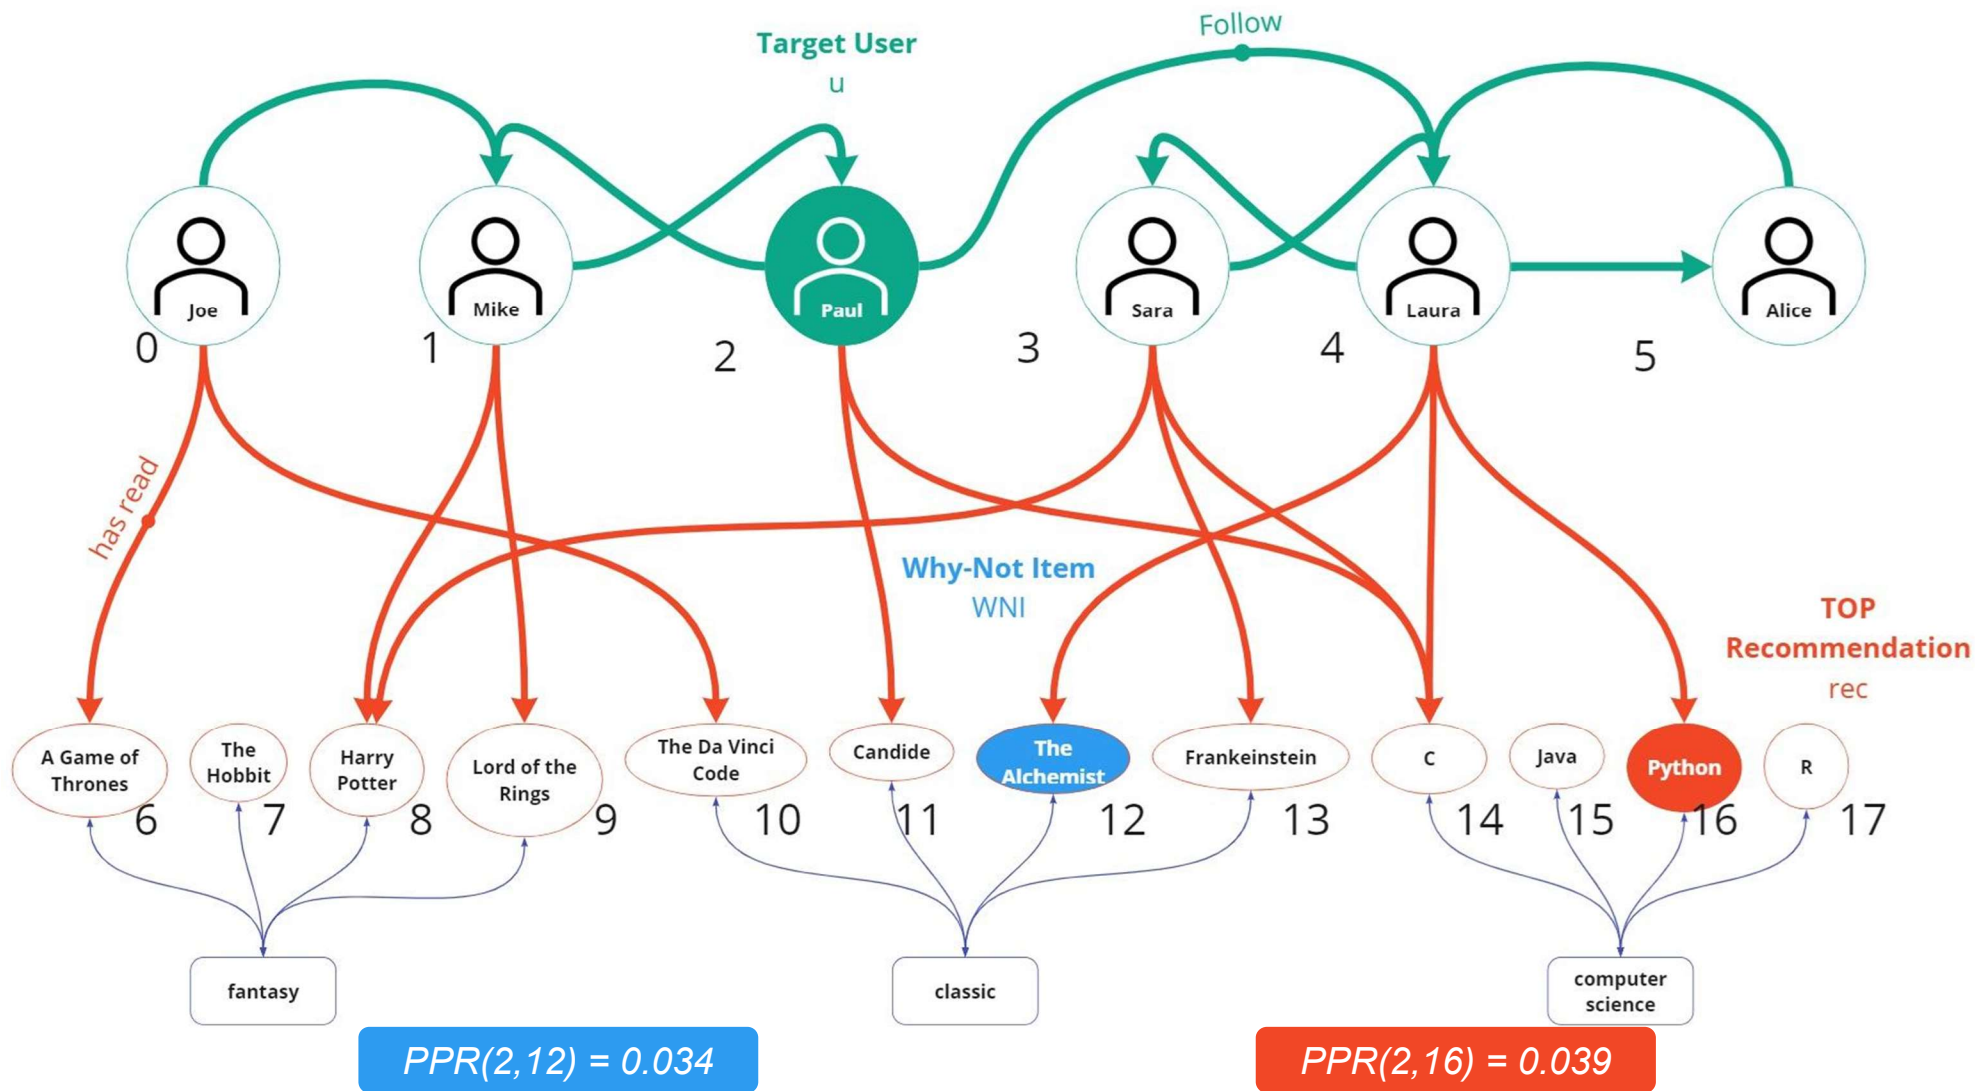 Follow
Target User
u
Joe
Mike
Paul
Sara
Laura
Alice
0
1
2
3
4
5
has read
Why-Not Item
WNI
TOP
Recommendation
rec
A Game of
Thrones
The
Hobbit
Harry
Potter
Lord of the
Rings
The Da Vinci
Code
Candide
The
Alchemist
Frankeinstein
C
Java
Python
R
6
7
8
9
10
11
12
13
14
15
16
17
fantasy
classic
computer
science
PPR(2,12) = 0.034
PPR(2,16) = 0.039